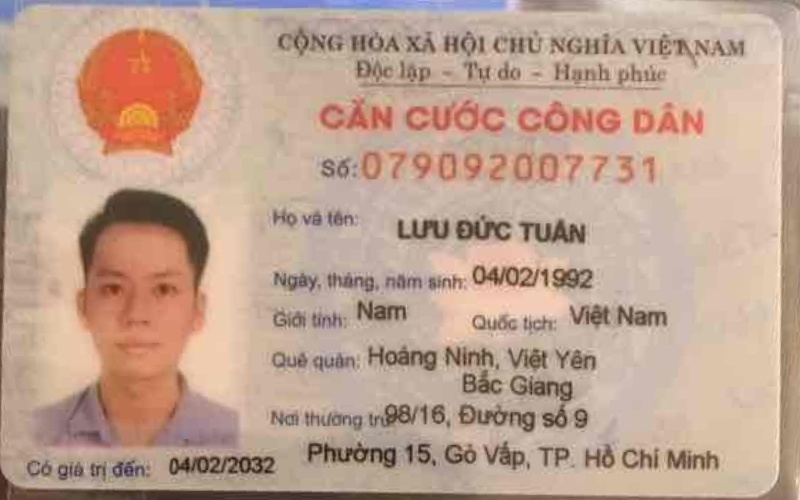 CỘNG HÒA XÃ HỘI CHỦ NGHĨA VIỆT NAM
Độc lập - Tự do - Hạnh phúc
CĂN CƯỚC CÔNG DÂN
Số: 079092007731
Họ và tên: LƯU ĐỨC TUẤN
Ngày, tháng, năm sinh: 04/02/1992
Giới tính: Nam Quốc tịch: Việt Nam
Quê quán: Hoàng Ninh, Việt Yên
Bắc Giang
Nơi thường trú: 98/16, Đường số 9
Phường 15, Gò Vấp, TP. Hồ Chí Minh
Có giá trị đến: 04/02/2032